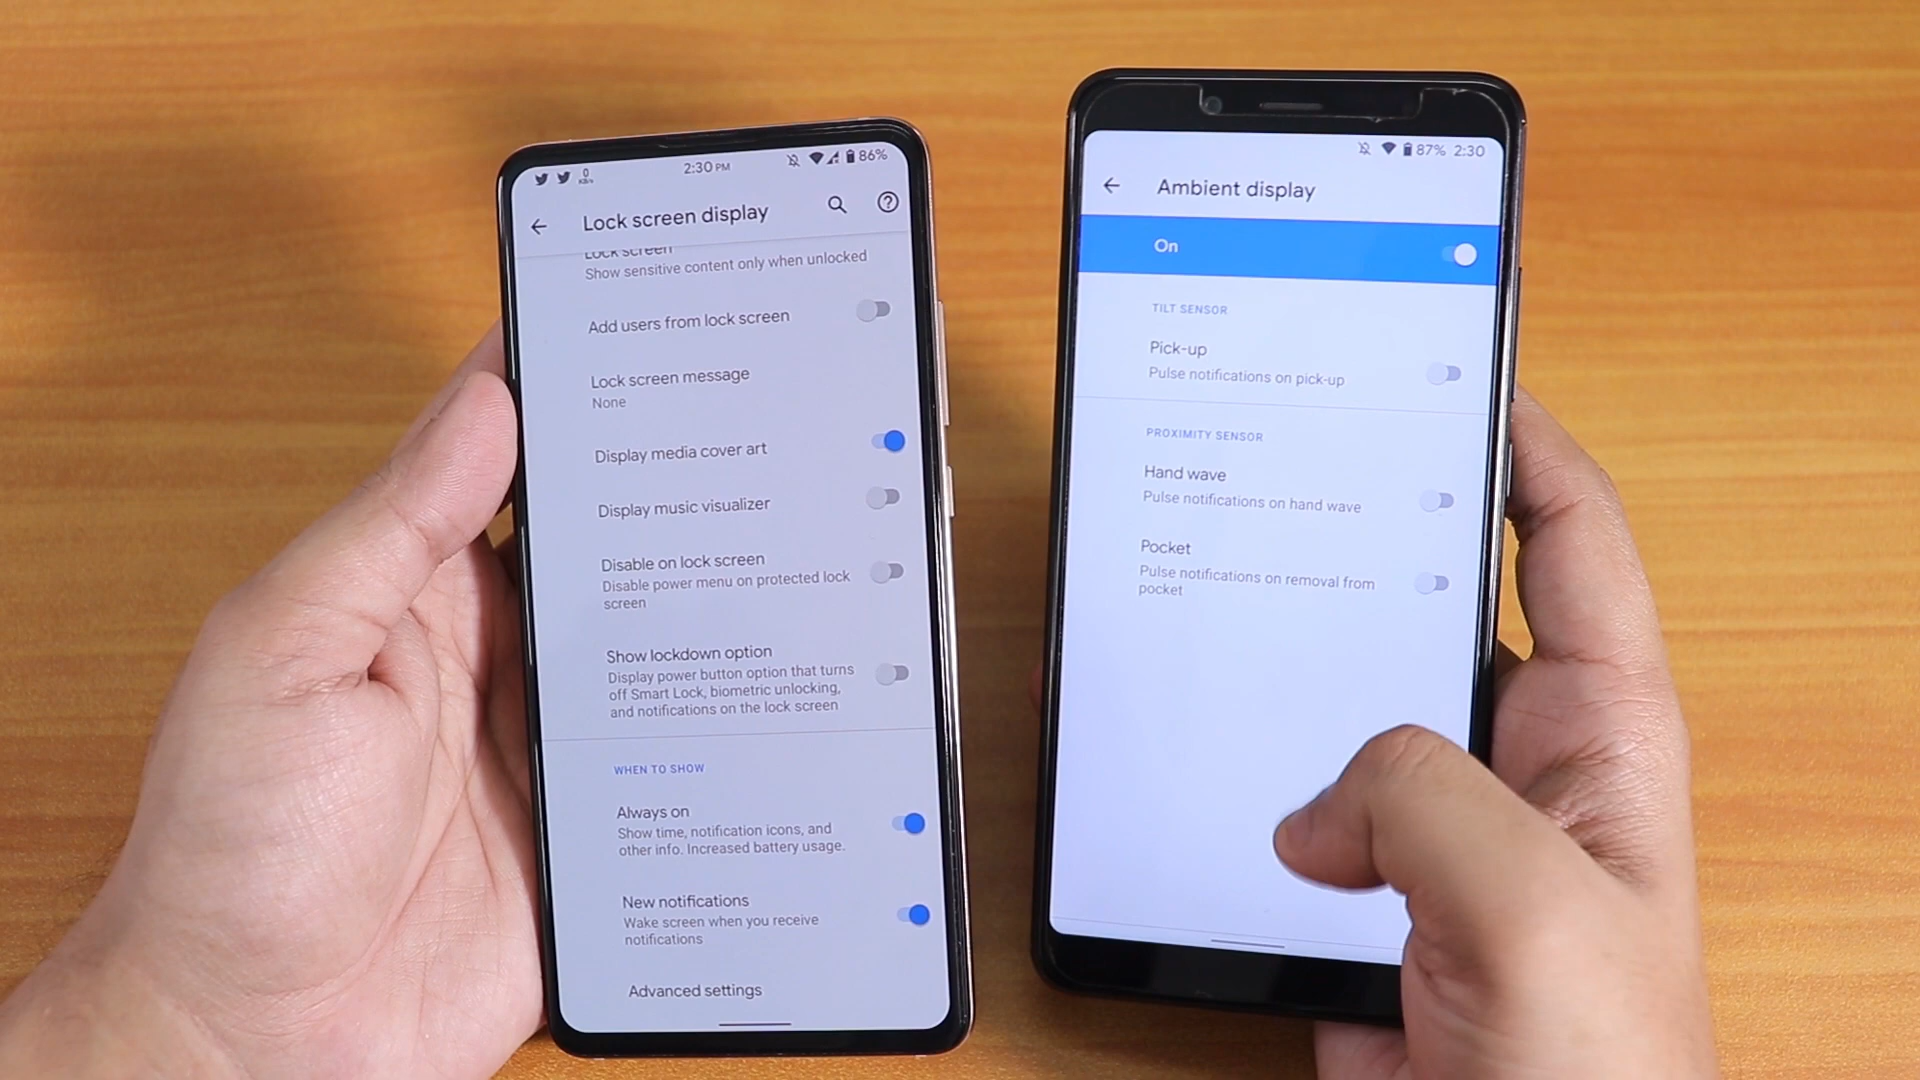 0
KB/s
2:30 PM
86%
Lock screen display
Lock screen
Show sensitive content only when unlocked
Add users from lock screen
Lock screen message
None
Display media cover art
Display music visualizer
Disable on lock screen
Disable power menu on protected lock
screen
Show lockdown option
Display power button option that turns
off Smart Lock, biometric unlocking,
and notifications on the lock screen
WHEN TO SHOW
Always on
Show time, notification icons, and
other info. Increased battery usage.
New notifications
Wake screen when you receive
notifications
Advanced settings
87% 2:30
Ambient display
On
TILT SENSOR
Pick-up
Pulse notifications on pick-up
PROXIMITY SENSOR
Hand wave
Pulse notifications on hand wave
Pocket
Pulse notifications on removal from
pocket